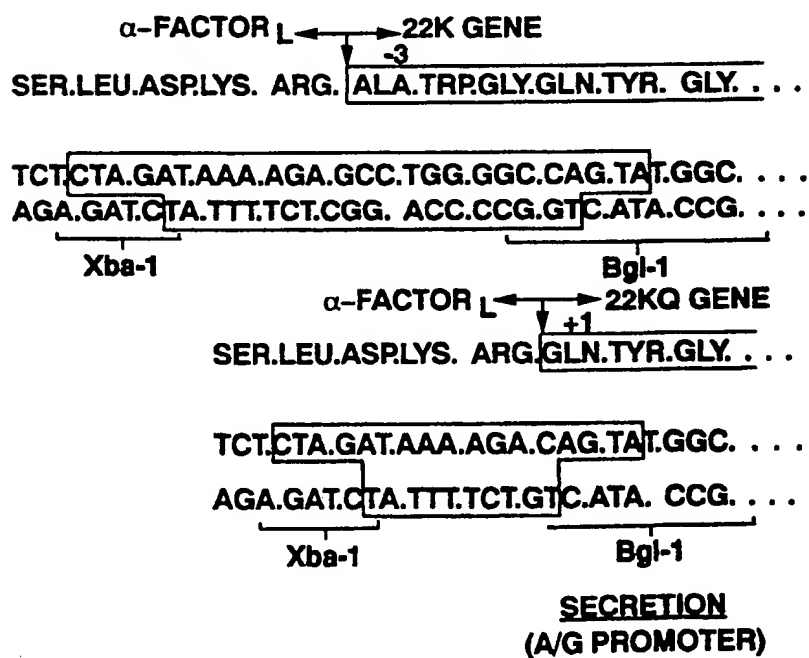 α-FACTOR L 22K GENE
-3
SER.LEU.ASP.LYS. ARG. ALA.TRP.GLY.GLN.TYR. GLY. . . .
TCTCTA.GAT.AAA.AGA.GCC.TGG.GGC.CAG.TAT.GGC. . . .
AGA.GAT.CTA.TTT.TCT.CGG. ACC.CCG.GTC.ATA.CCG. . . .
Xba-1 Bgl-1
α-FACTOR L 22KQ GENE
+1
SER.LEU.ASP.LYS. ARG.GLN.TYR.GLY. . . .
TCT.CTA.GAT.AAA.AGA.CAG.TAT.GGC. . . .
AGA.GAT.CTA.TTT.TCT.GTC.ATA. CCG. . . .
Xba-1 Bgl-1
SECRETION
(A/G PROMOTER)